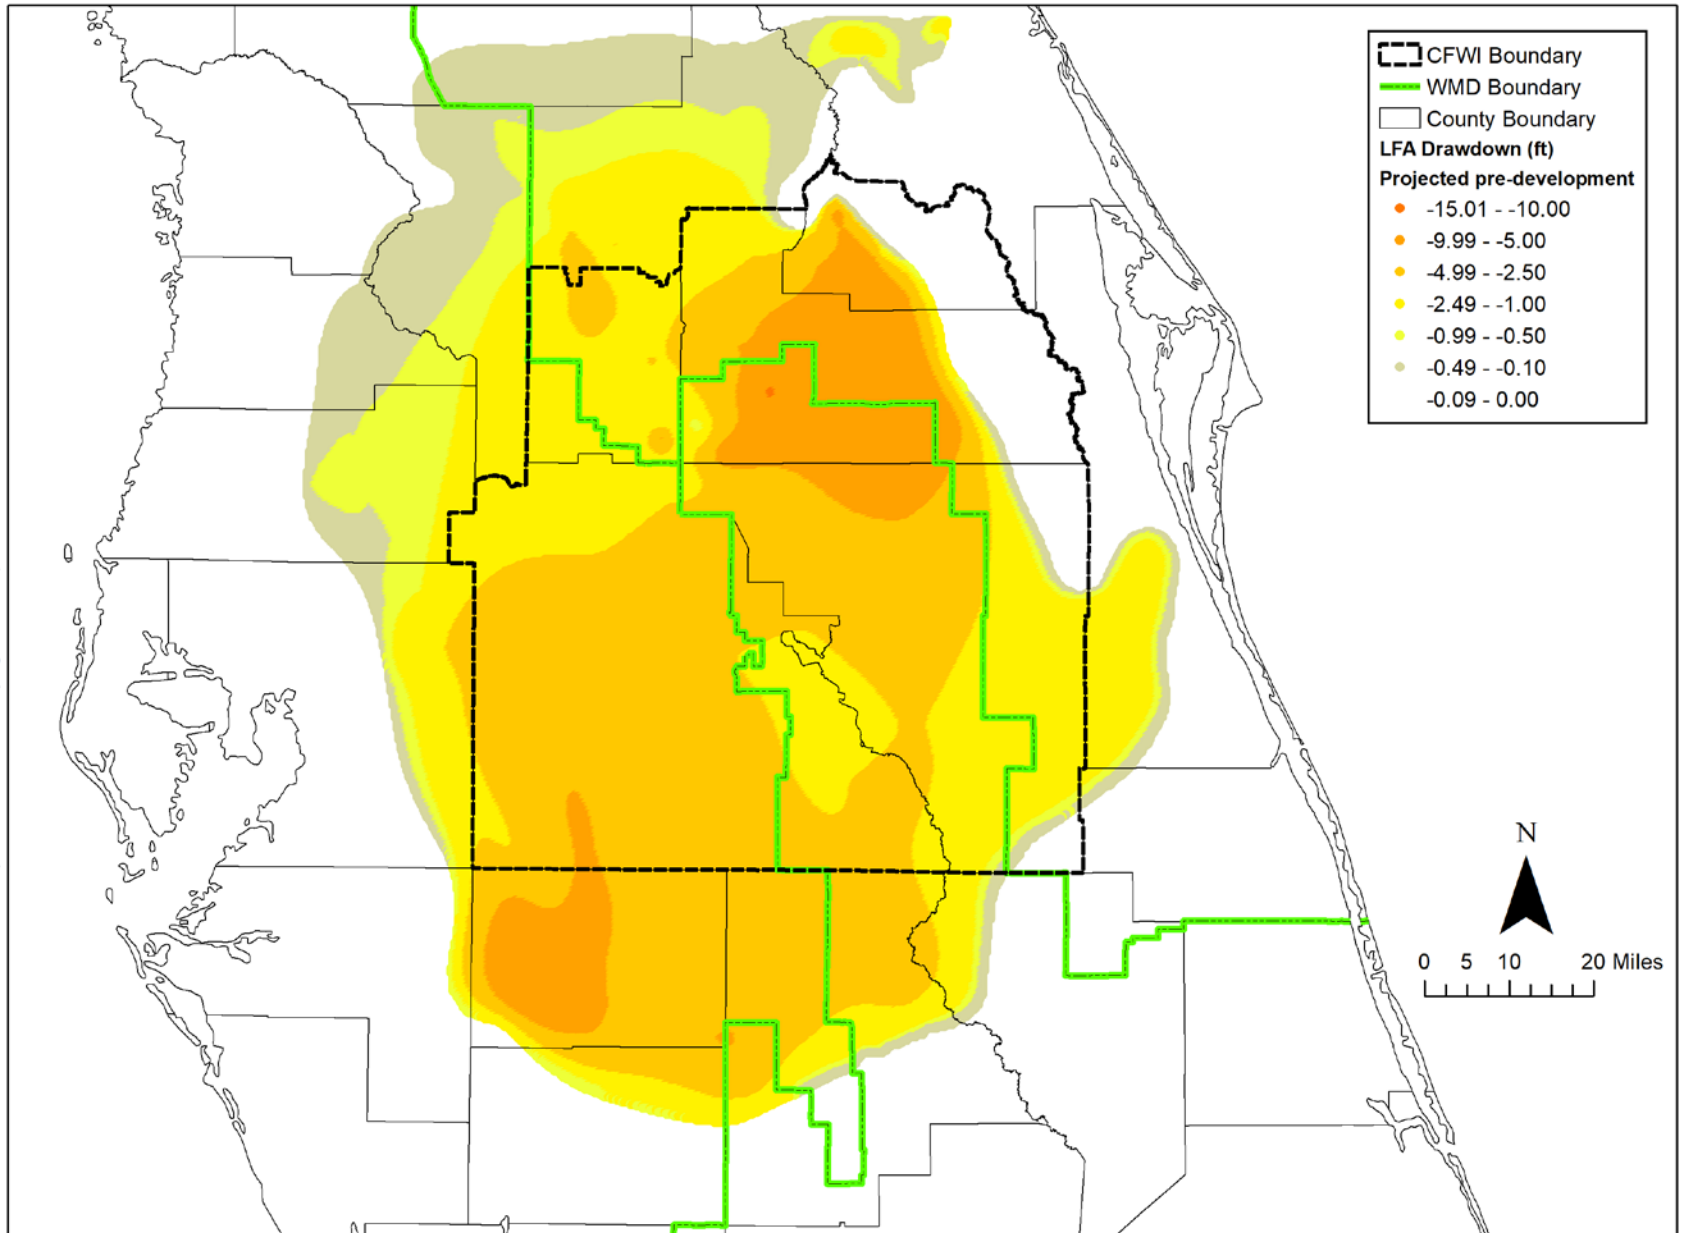 CFWI Boundary
WMD Boundary
County Boundary
LFA Drawdown (ft)
Projected pre-development
-15.01 - -10.00
-9.99 - -5.00
-4.99 - -2.50
-2.49 - -1.00
-0.99 - -0.50
-0.49 - -0.10
-0.09 - 0.00
N
0 5 10 20 Miles